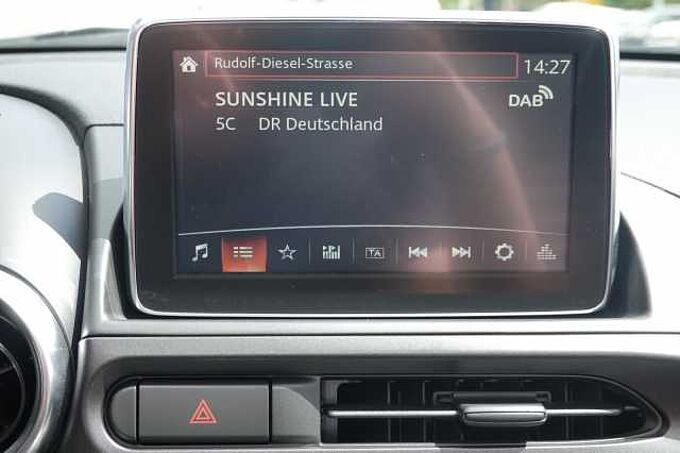 Rudolf-Diesel-Strasse 14:27
SUNSHINE LIVE DAB
5C DR Deutschland
TA